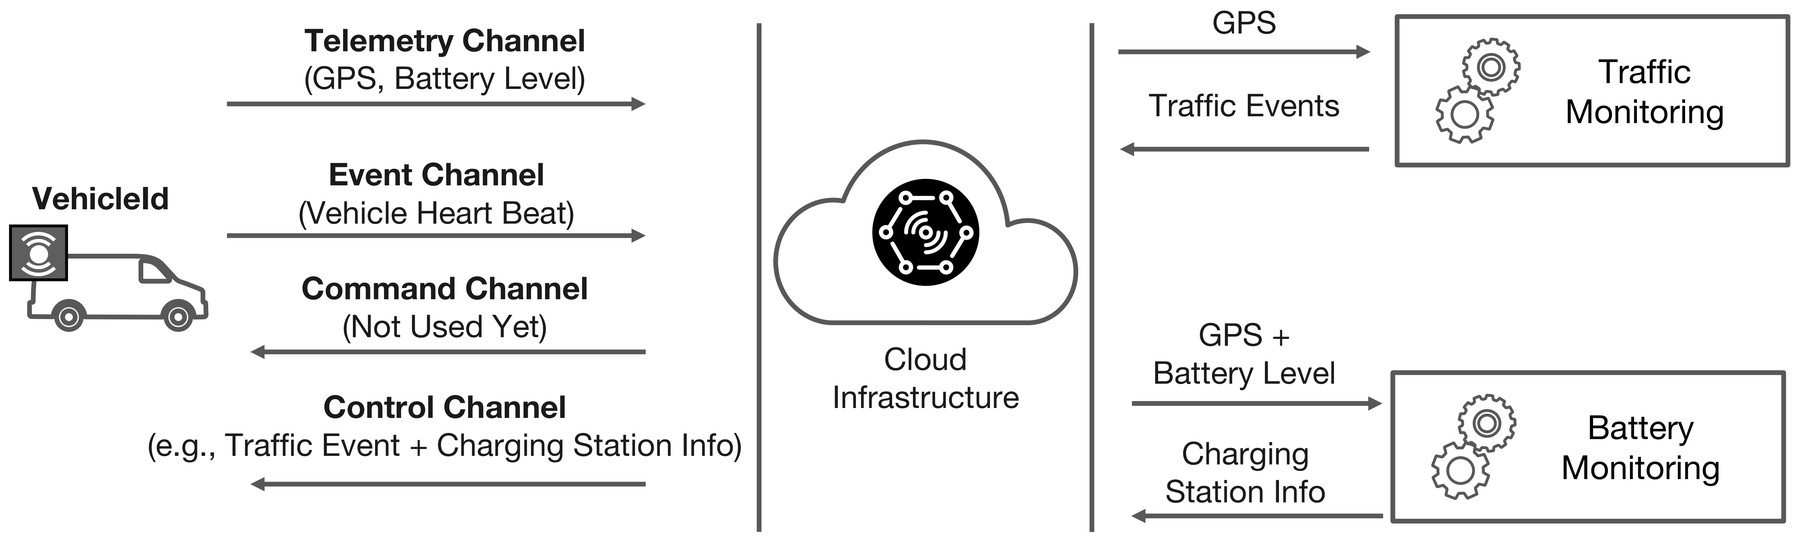 Telemetry Channel
(GPS, Battery Level)
Event Channel
(Vehicle Heart Beat)
VehicleId
Command Channel
(Not Used Yet)
Control Channel
(e.g., Traffic Event + Charging Station Info)
Cloud
Infrastructure
GPS
Traffic Events
Traffic
Monitoring
GPS +
Battery Level
Charging
Station Info
Battery
Monitoring